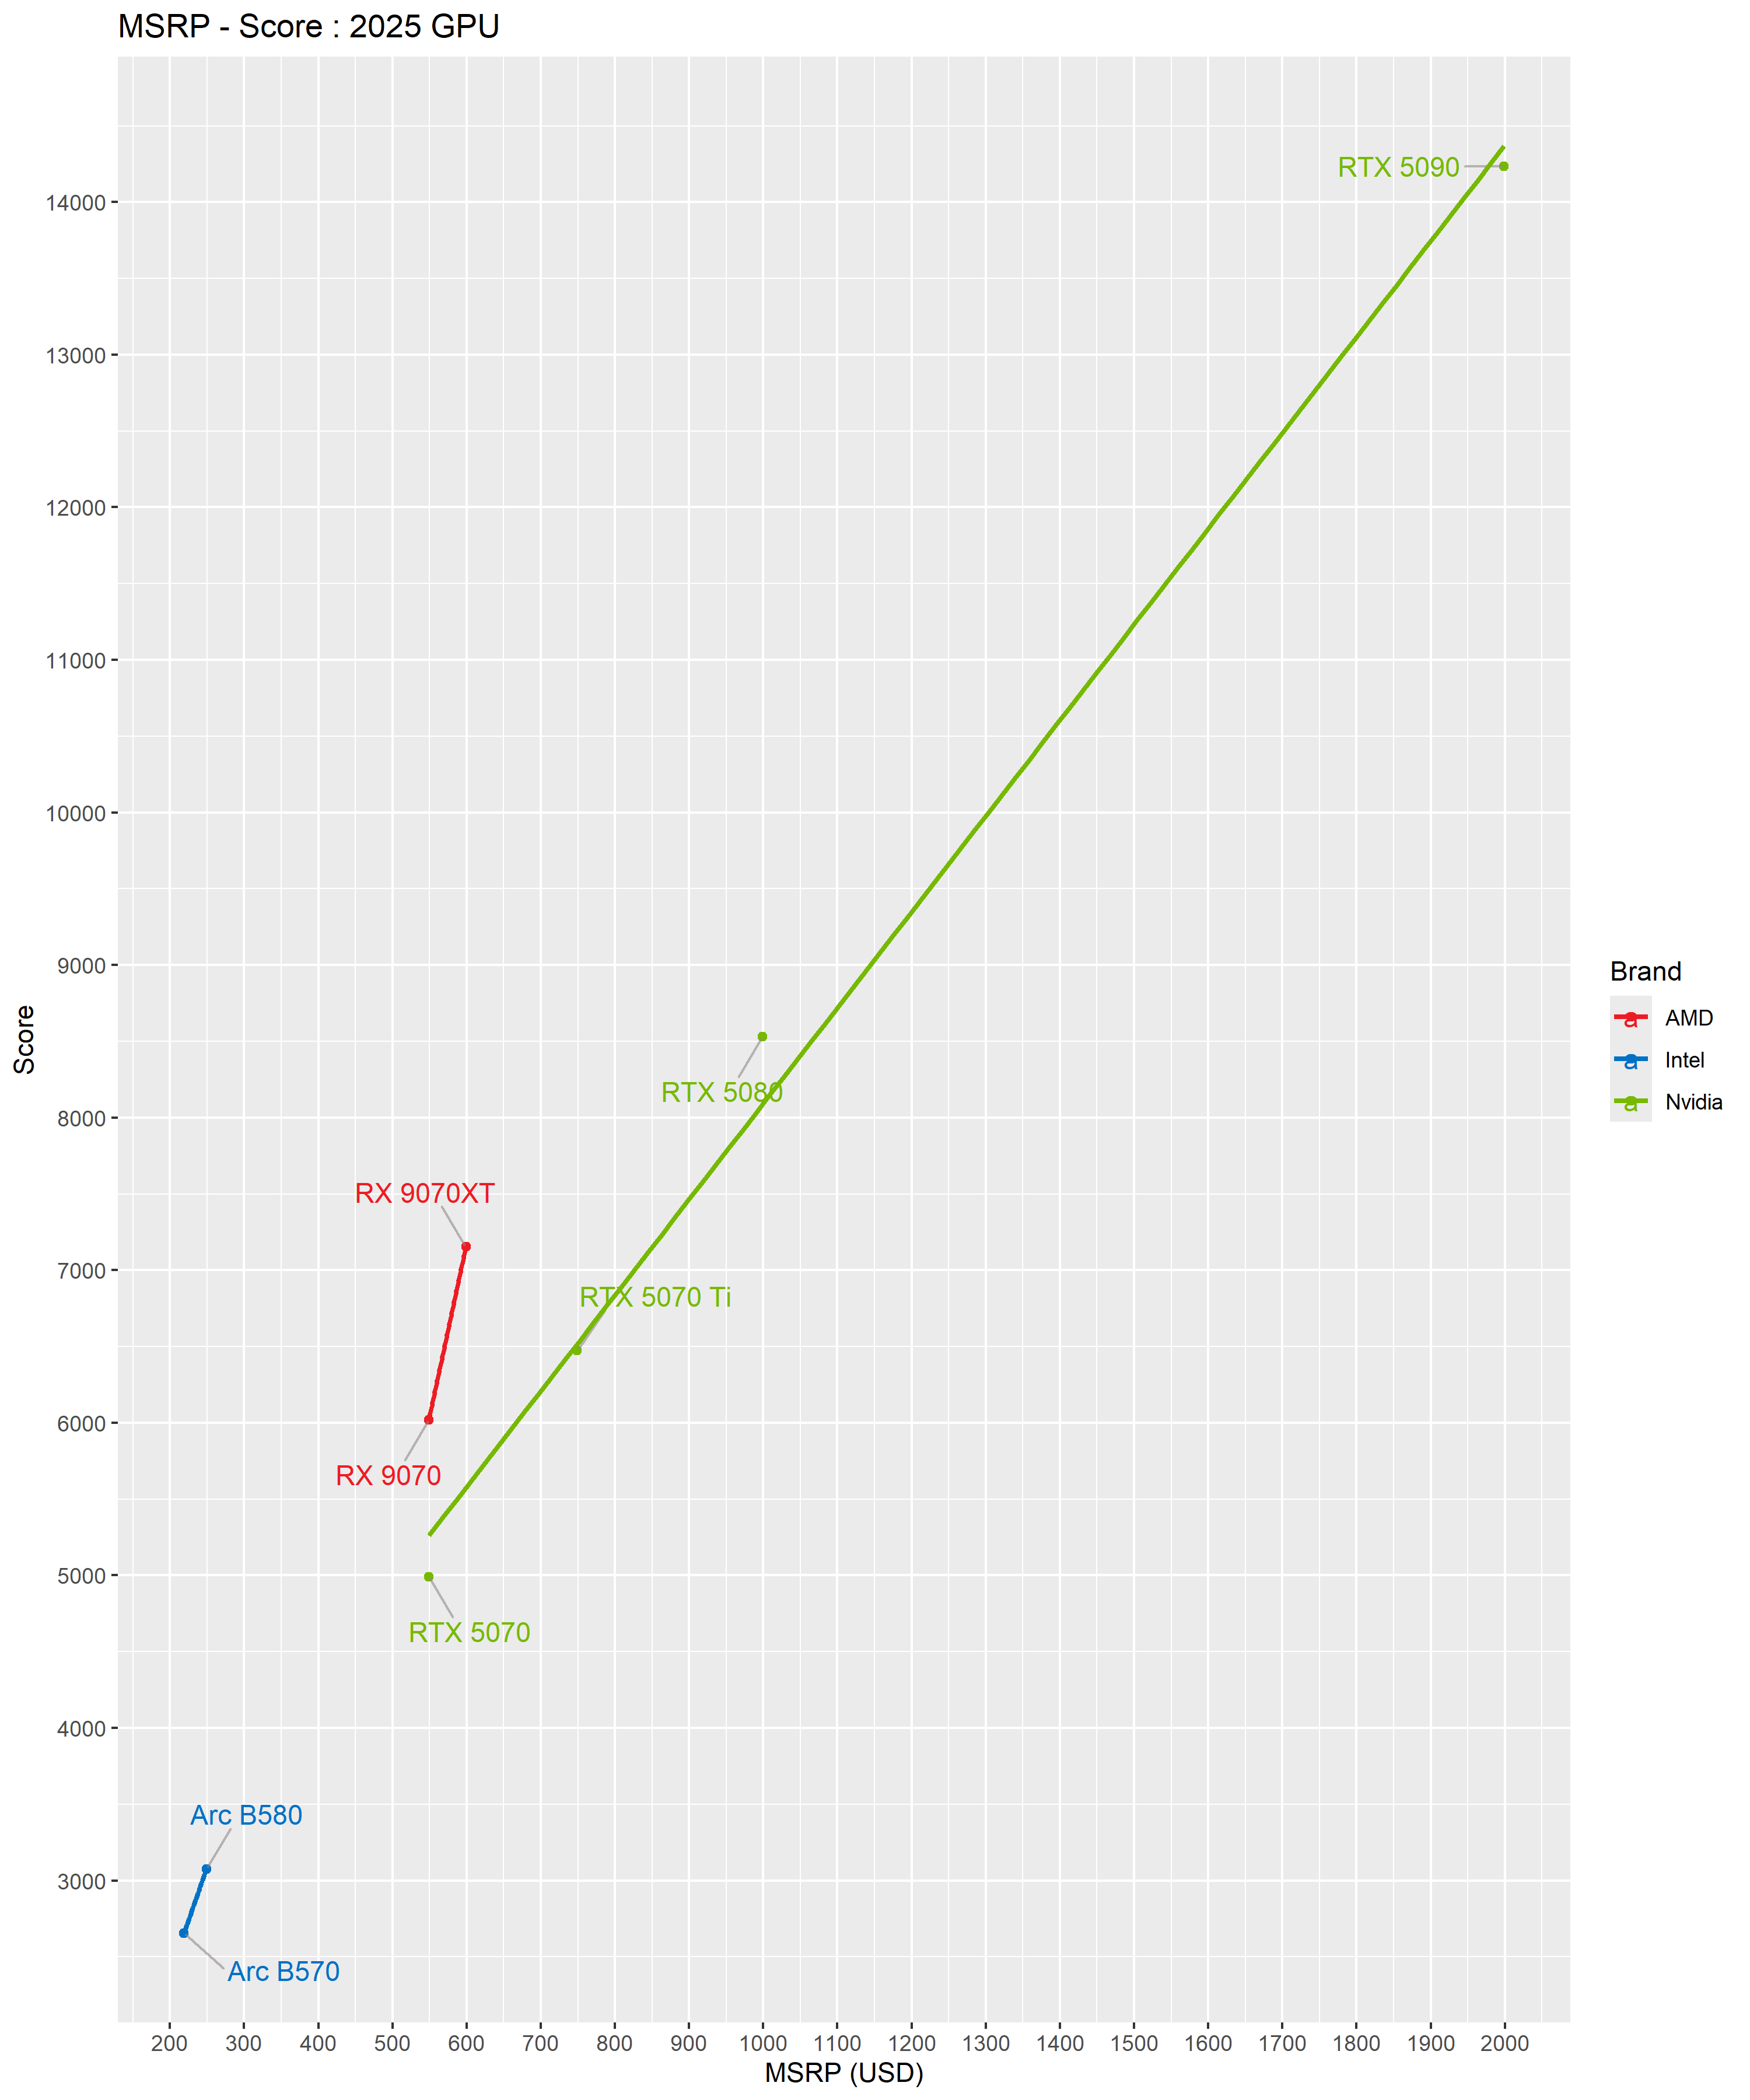 MSRP - Score : 2025 GPU
RTX 5090
14000
13000
12000
11000
10000
9000
Brand
Score
a AMD
RTX 5080
a Intel
8000
a Nvidia
RX 9070XT
7000
RTX 5070 Ti
6000
RX 9070
5000
RTX 5070
4000
Arc B580
3000
Arc B570
200 300 400 500 600 700 800 900 1000 1100 1200 1300 1400 1500 1600 1700 1800 1900 2000
MSRP (USD)